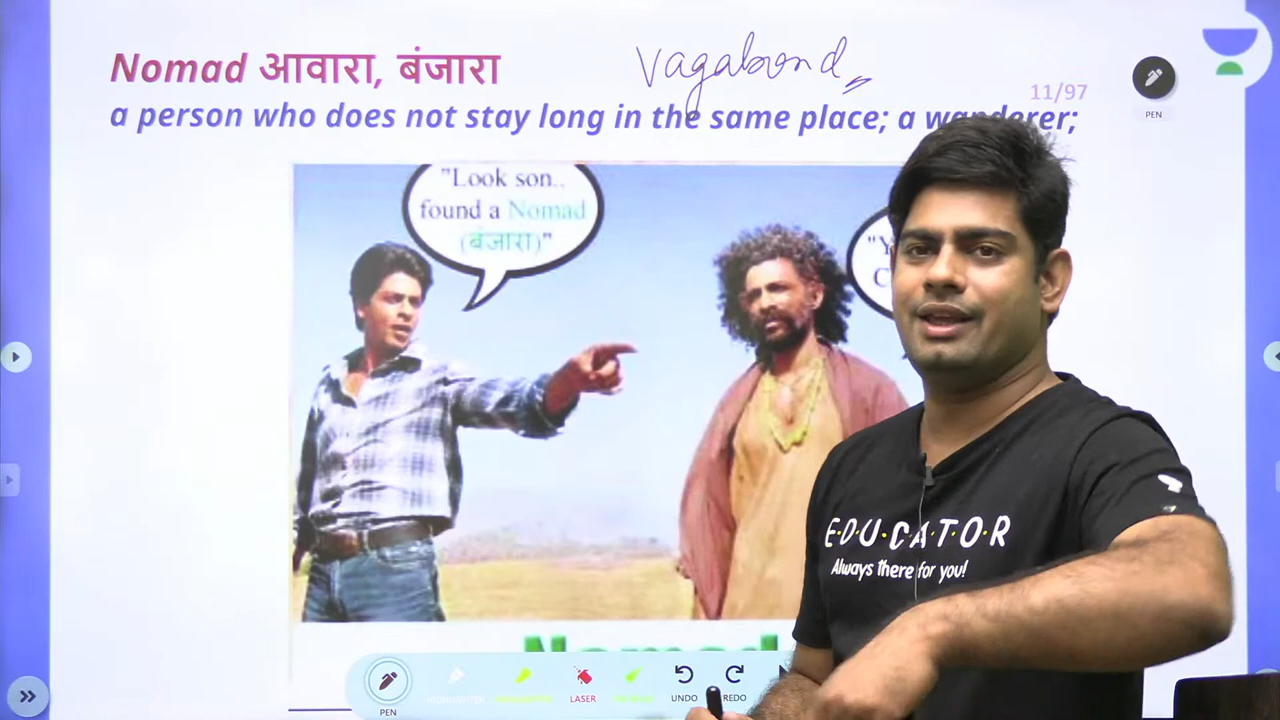 Nomad आवारा, बंजारा
vagabond
11/97
PEN
a person who does not stay long in the same place; a wanderer;
"Look son..
found a Nomad
(बंजारा)"
E.D.U.C.A.T.O.R
Always there for you!
Nomad
PEN
HIGHLIGHTER
LASER
UNDO
REDO